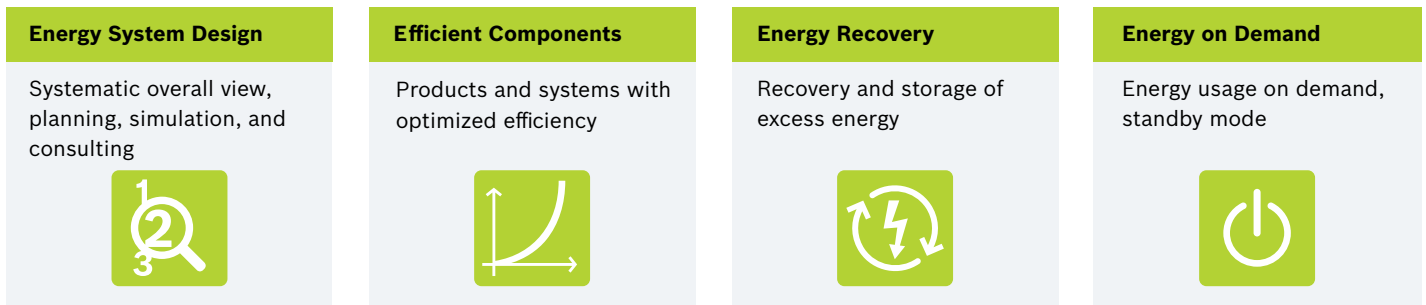 Energy System Design
Systematic overall view,
planning, simulation, and
consulting
1
2
3
Efficient Components
Products and systems with
optimized efficiency
Energy Recovery
Recovery and storage of
excess energy
Energy on Demand
Energy usage on demand,
standby mode